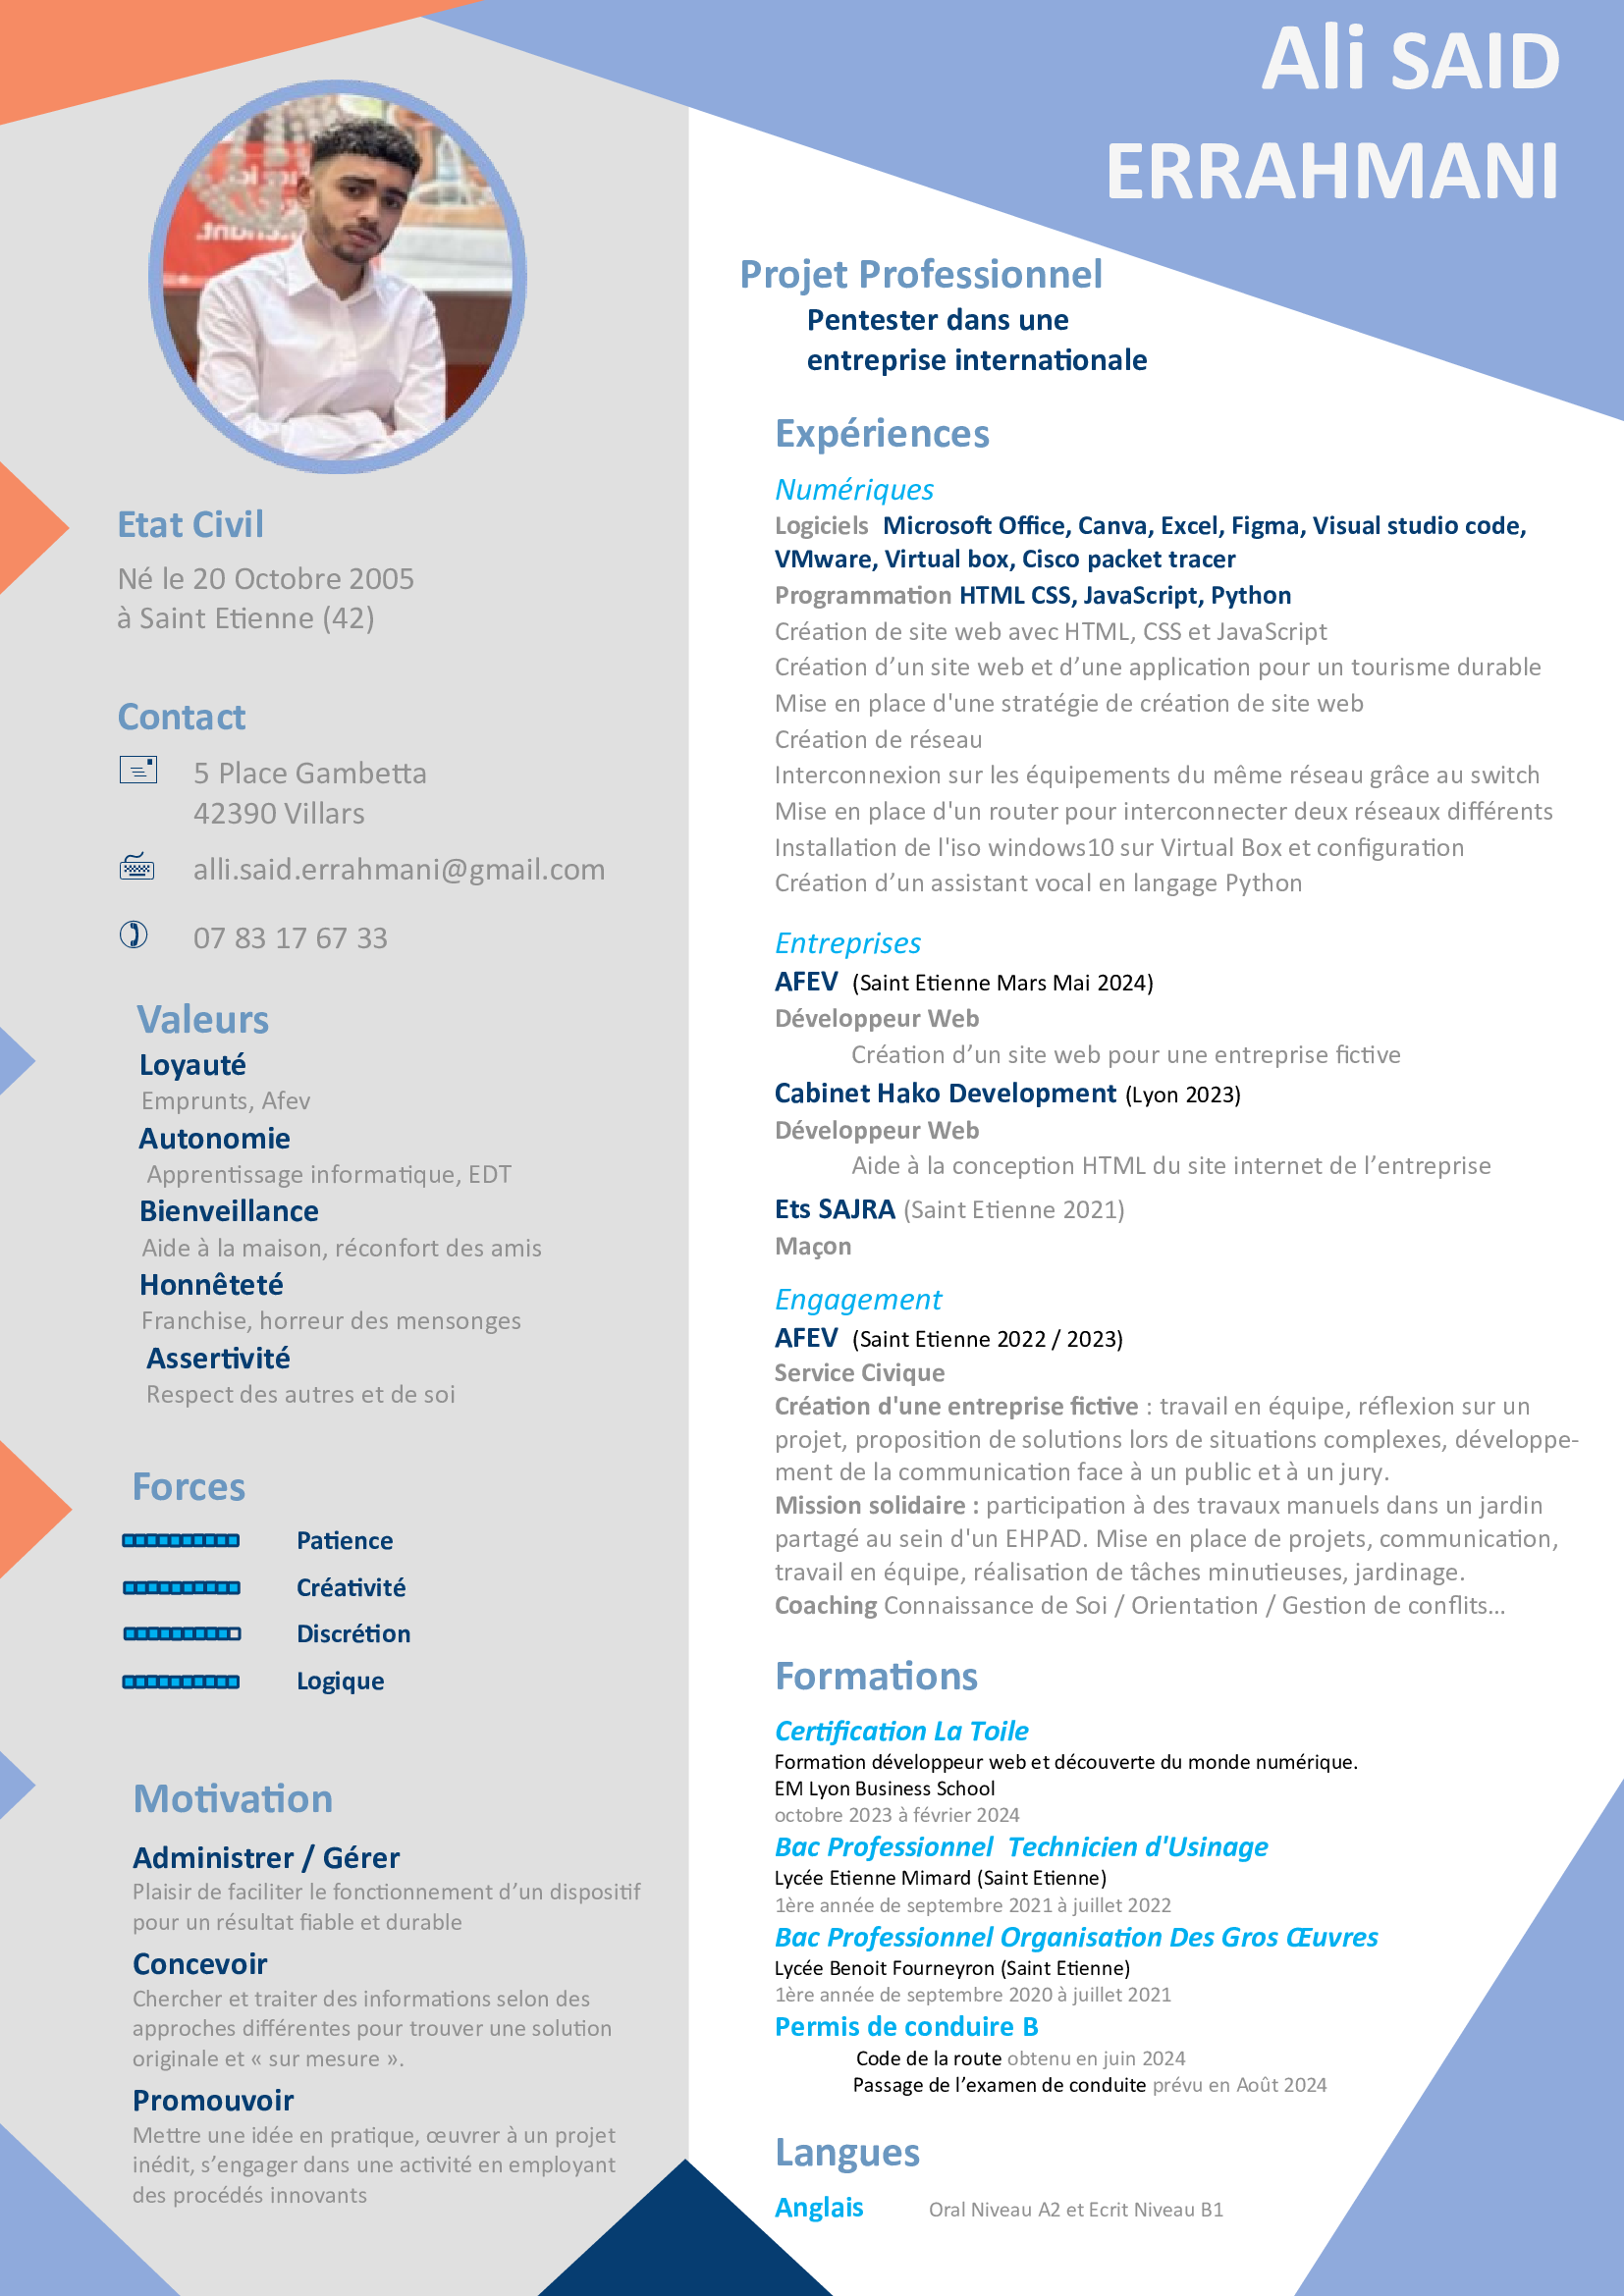 Ali SAID
ERRAHMANI
Etat Civil
Né le 20 Octobre 2005
à Saint Etienne (42)
Contact
5 Place Gambetta
42390 Villars
alli.said.errahmani@gmail.com
07 83 17 67 33
Valeurs
Loyauté
Emprunts, Afev
Autonomie
Apprentissage informatique, EDT
Bienveillance
Aide à la maison, réconfort des amis
Honnêteté
Franchise, horreur des mensonges
Assertivité
Respect des autres et de soi
Forces
Patience
Créativité
Discrétion
Logique
Motivation
Administrer / Gérer
Plaisir de faciliter le fonctionnement d’un dispositif
pour un résultat fiable et durable
Concevoir
Chercher et traiter des informations selon des
approches différentes pour trouver une solution
originale et « sur mesure ».
Promouvoir
Mettre une idée en pratique, œuvrer à un projet
inédit, s’engager dans une activité en employant
des procédés innovants
Projet Professionnel
Pentester dans une
entreprise internationale
Expériences
Numériques
Logiciels Microsoft Office, Canva, Excel, Figma, Visual studio code,
VMware, Virtual box, Cisco packet tracer
Programmation HTML CSS, JavaScript, Python
Création de site web avec HTML, CSS et JavaScript
Création d’un site web et d’une application pour un tourisme durable
Mise en place d'une stratégie de création de site web
Création de réseau
Interconnexion sur les équipements du même réseau grâce au switch
Mise en place d'un router pour interconnecter deux réseaux différents
Installation de l'iso windows10 sur Virtual Box et configuration
Création d’un assistant vocal en langage Python
Entreprises
AFEV (Saint Etienne Mars Mai 2024)
Développeur Web
Création d’un site web pour une entreprise fictive
Cabinet Hako Development (Lyon 2023)
Développeur Web
Aide à la conception HTML du site internet de l’entreprise
Ets SAJRA (Saint Etienne 2021)
Maçon
Engagement
AFEV (Saint Etienne 2022 / 2023)
Service Civique
Création d'une entreprise fictive : travail en équipe, réflexion sur un
projet, proposition de solutions lors de situations complexes, développe-
ment de la communication face à un public et à un jury.
Mission solidaire : participation à des travaux manuels dans un jardin
partagé au sein d'un EHPAD. Mise en place de projets, communication,
travail en équipe, réalisation de tâches minutieuses, jardinage.
Coaching Connaissance de Soi / Orientation / Gestion de conflits…
Formations
Certification La Toile
Formation développeur web et découverte du monde numérique.
EM Lyon Business School
octobre 2023 à février 2024
Bac Professionnel Technicien d'Usinage
Lycée Etienne Mimard (Saint Etienne)
1ère année de septembre 2021 à juillet 2022
Bac Professionnel Organisation Des Gros Œuvres
Lycée Benoit Fourneyron (Saint Etienne)
1ère année de septembre 2020 à juillet 2021
Permis de conduire B
Code de la route obtenu en juin 2024
Passage de l’examen de conduite prévu en Août 2024
Langues
Anglais Oral Niveau A2 et Ecrit Niveau B1